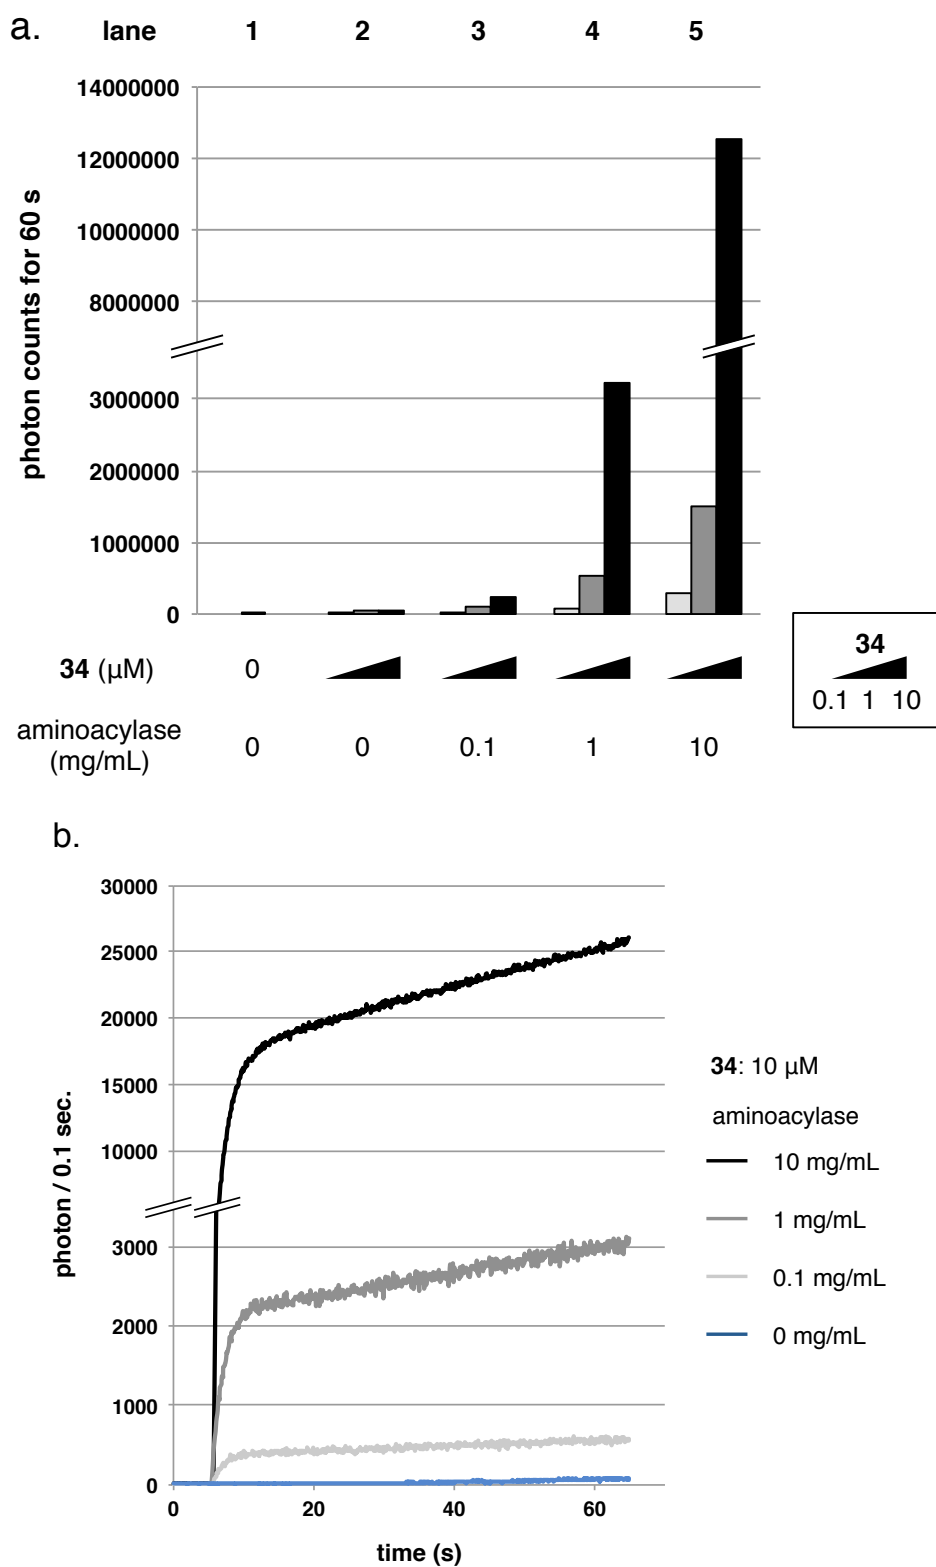 a. lane 1 2 3 4 5
14000000
12000000
10000000
8000000
3000000
2000000
1000000
0
photon counts for 60 s
34 (μM) 0
aminoacylase
(mg/mL)
0 0 0.1 1 10
34
0.1 1 10
b.
30000
25000
20000
15000
10000
3000
2000
1000
0
photon / 0.1 sec.
0 20 40 60
time (s)
34: 10 μM
aminoacylase
10 mg/mL
1 mg/mL
0.1 mg/mL
0 mg/mL